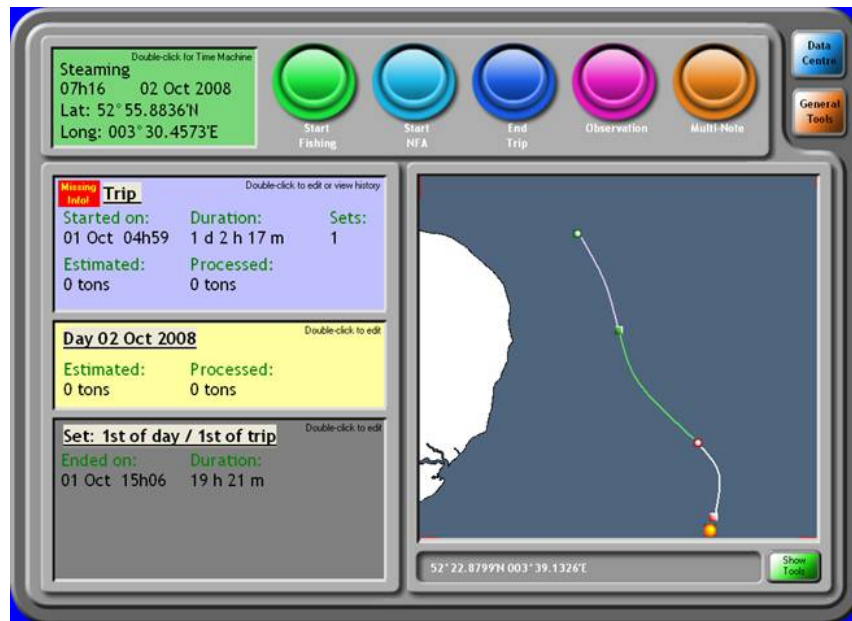 Double-click for Time Machine
Steaming
07h16 02 Oct 2008
Lat: 52°55.8836'N
Long: 003°30.4573'E
Start
Fishing
Start
NFA
End
Trip
Observation
Multi-Note
Data
Centre
General
Tools
Missing
Info!
Trip
Double-click to edit or view history
Started on: Duration: Sets:
01 Oct 04h59 1 d 2 h 17 m 1
Estimated: Processed:
0 tons 0 tons
Day 02 Oct 2008
Double-click to edit
Estimated: Processed:
0 tons 0 tons
Set: 1st of day / 1st of trip
Double-click to edit
Ended on: Duration:
01 Oct 15h06 19 h 21 m
52°22.8799'N 003°39.1326'E
Show
Tools